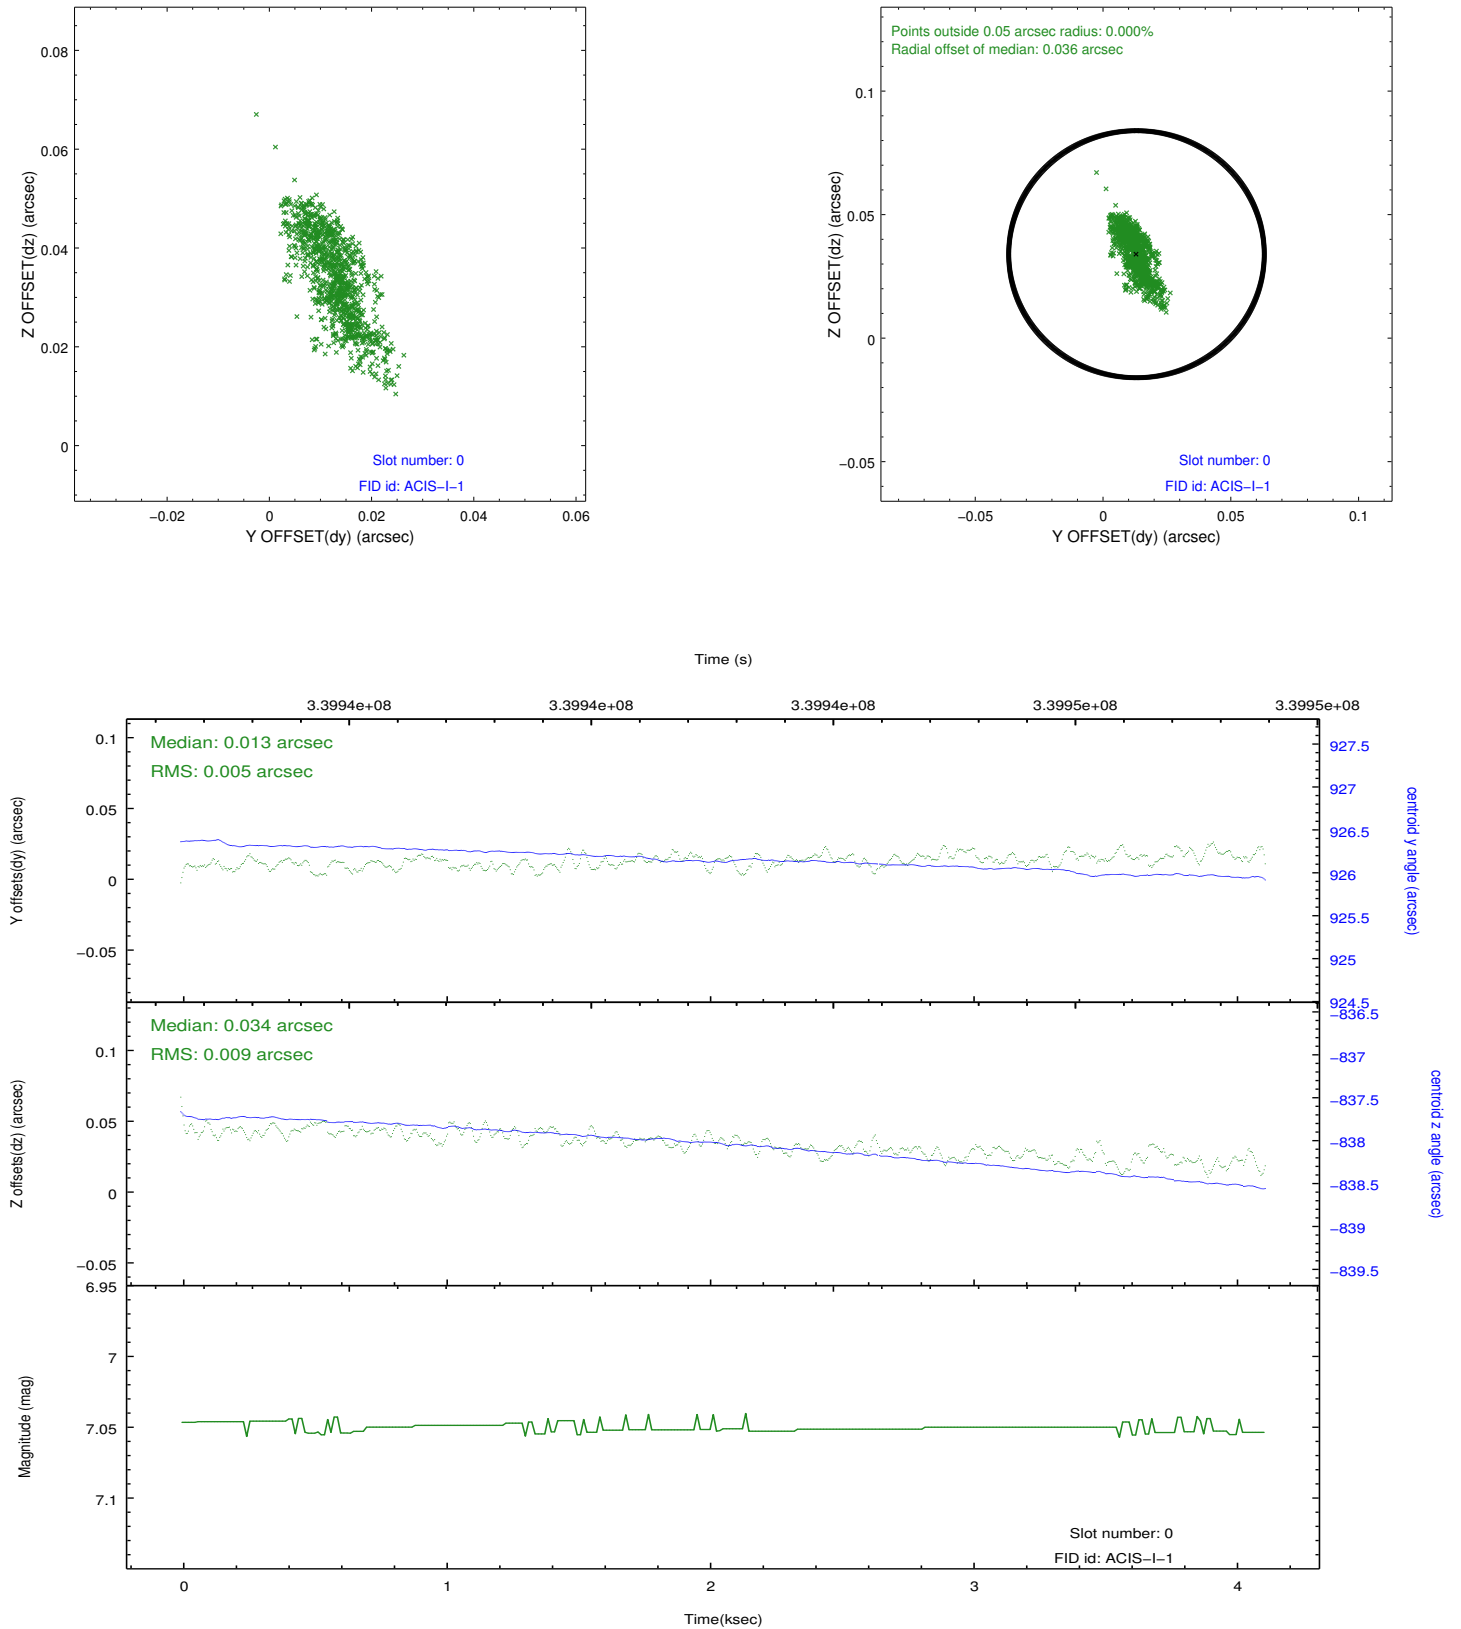 0.08
0.06
0.04
0.02
0
Z OFFSET(dz) (arcsec)
Slot number: 0
FID id: ACIS−I−1
−0.02
0
0.02
0.04
0.06
Y OFFSET(dy) (arcsec)
Points outside 0.05 arcsec radius: 0.000%
Radial offset of median: 0.036 arcsec
0.1
0.05
0
−0.05
Z OFFSET(dz) (arcsec)
Slot number: 0
FID id: ACIS−I−1
−0.05
0
0.05
0.1
Y OFFSET(dy) (arcsec)
Time (s)
3.3994e+08
3.3994e+08
3.3994e+08
3.3995e+08
3.3995e+08
Median: 0.013 arcsec
RMS: 0.005 arcsec
0.1
0.05
0
−0.05
Y offsets(dy) (arcsec)
927.5
927
926.5
926
925.5
925
924.5
centroid y angle (arcsec)
Median: 0.034 arcsec
RMS: 0.009 arcsec
0.1
0.05
0
−0.05
Z offsets(dz) (arcsec)
−836.5
−837
−837.5
−838
−838.5
−839
−839.5
centroid z angle (arcsec)
6.95
7
7.05
7.1
Magnitude (mag)
Slot number: 0
FID id: ACIS−I−1
0
1
2
3
4
Time(ksec)